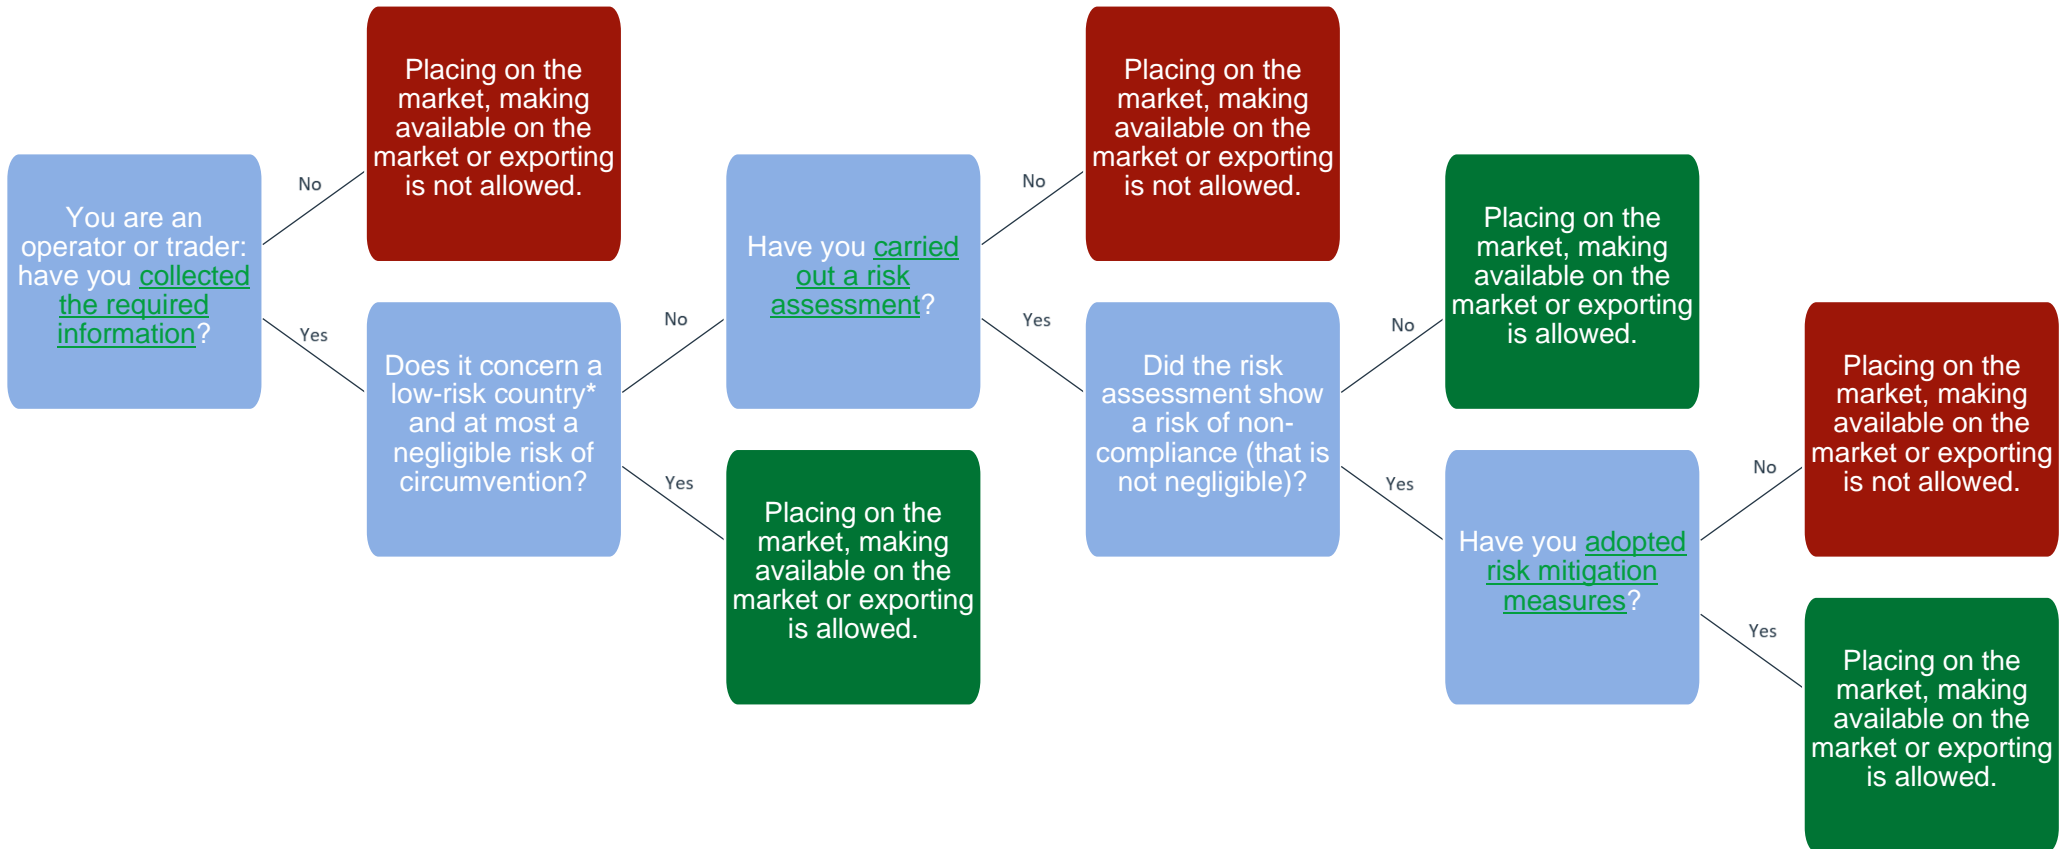 You are an
operator or trader:
have you collected
the required
information?
No
Yes
Placing on the
market, making
available on the
market or exporting
is not allowed.
Does it concern a
low-risk country*
and at most a
negligible risk of
circumvention?
No
Yes
Have you carried
out a risk
assessment?
Placing on the
market, making
available on the
market or exporting
is allowed.
No
Yes
Placing on the
market, making
available on the
market or exporting
is not allowed.
Did the risk
assessment show
a risk of non-
compliance (that is
not negligible)?
No
Yes
Placing on the
market, making
available on the
market or exporting
is allowed.
Have you adopted
risk mitigation
measures?
No
Yes
Placing on the
market, making
available on the
market or exporting
is not allowed.
Placing on the
market, making
available on the
market or exporting
is allowed.